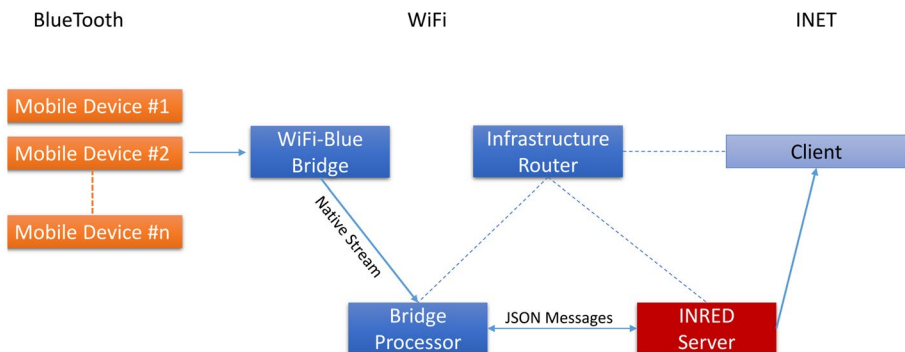 BlueTooth
WiFi
INET
Mobile Device #1
Mobile Device #2
Mobile Device #n
WiFi-Blue
Bridge
Infrastructure
Router
Client
Native Stream
Bridge
Processor
JSON Messages
INRED
Server